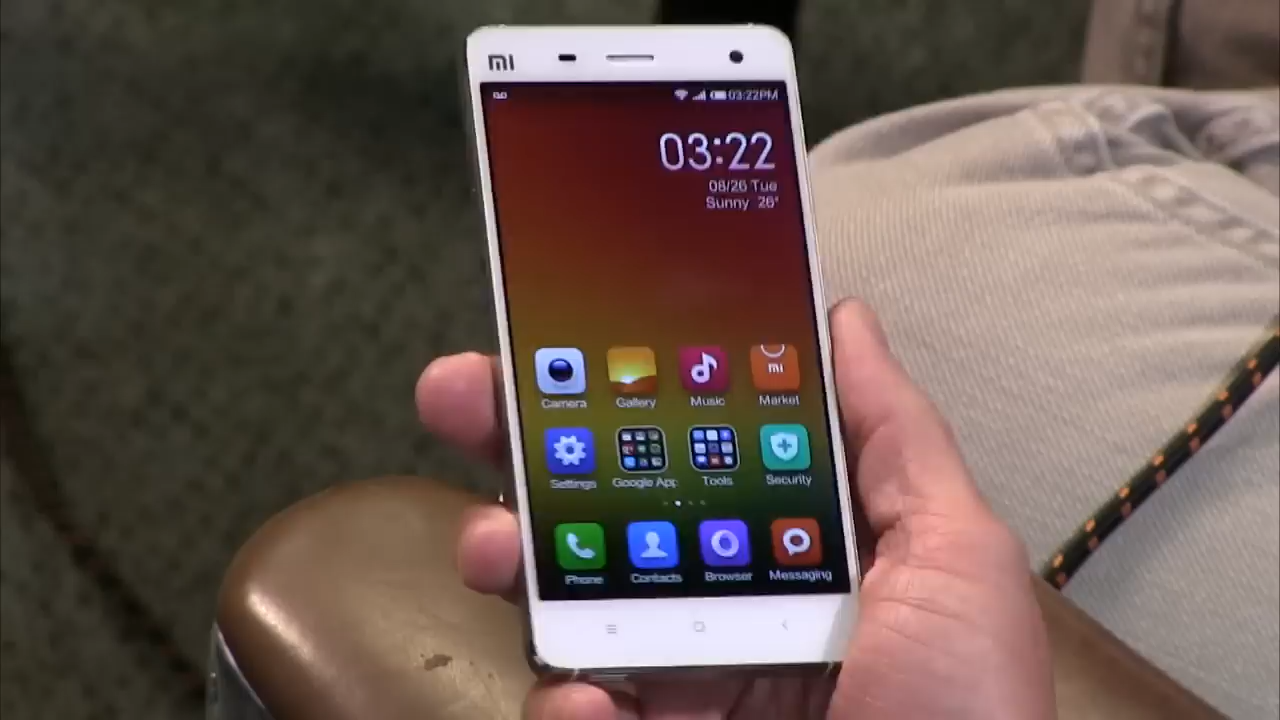 mi
03:22PM
03:22
08/26 Tue
Sunny 26°
Camera Gallery Music Market
mi
Settings Google App Tools Security
Phone Contacts Browser Messaging